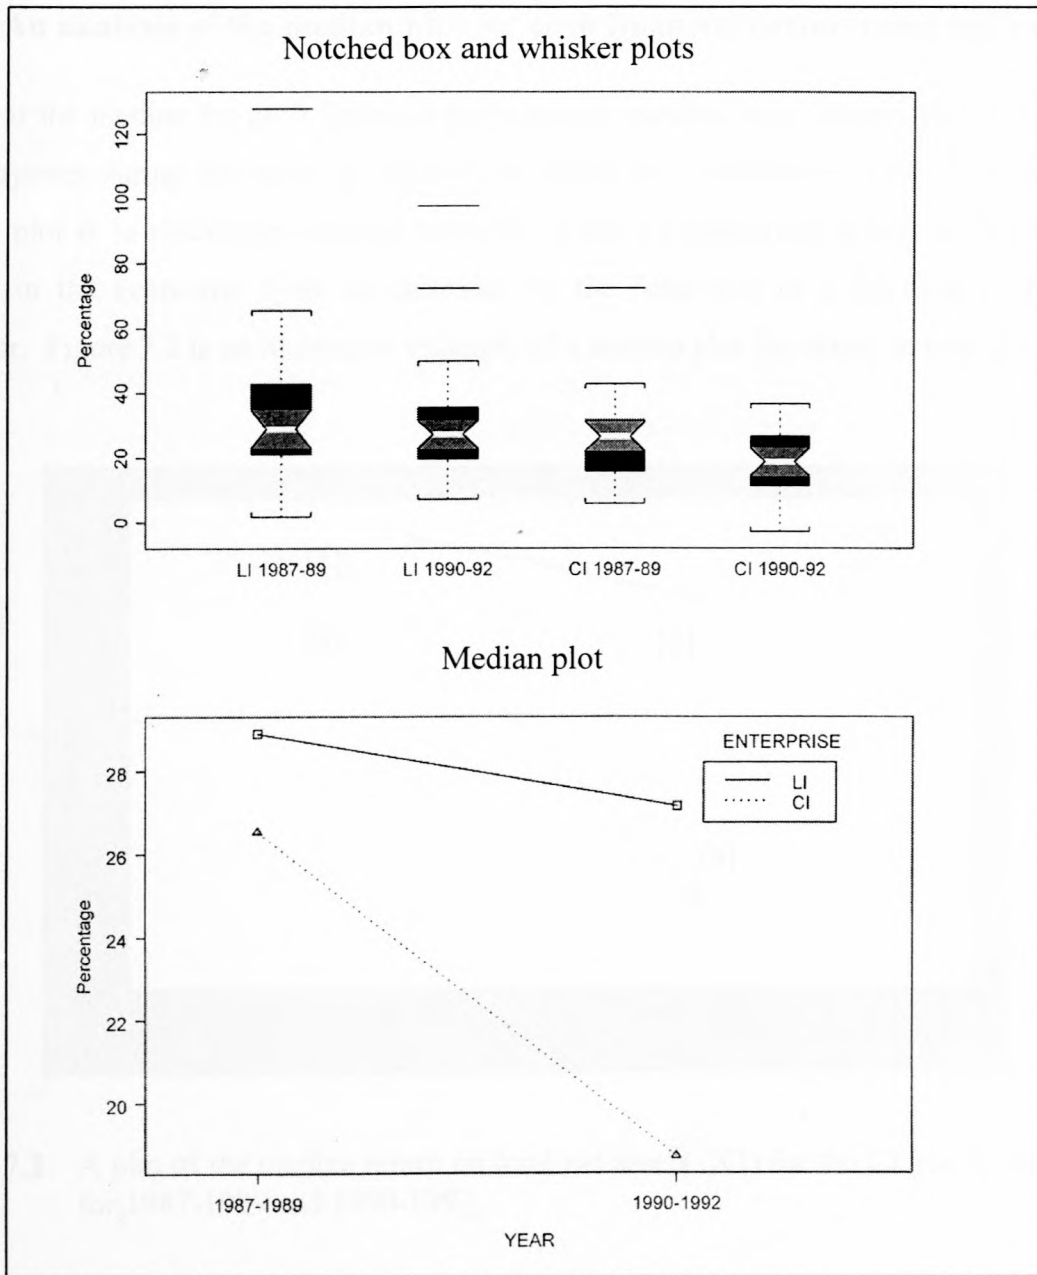 Notched box and whisker plots
Percentage
120
100
80
60
40
20
0
LI 1987-89 LI 1990-92 CI 1987-89 CI 1990-92
Median plot
ENTERPRISE
LI
CI
Percentage
28
26
24
22
20
1987-1989 1990-1992
YEAR